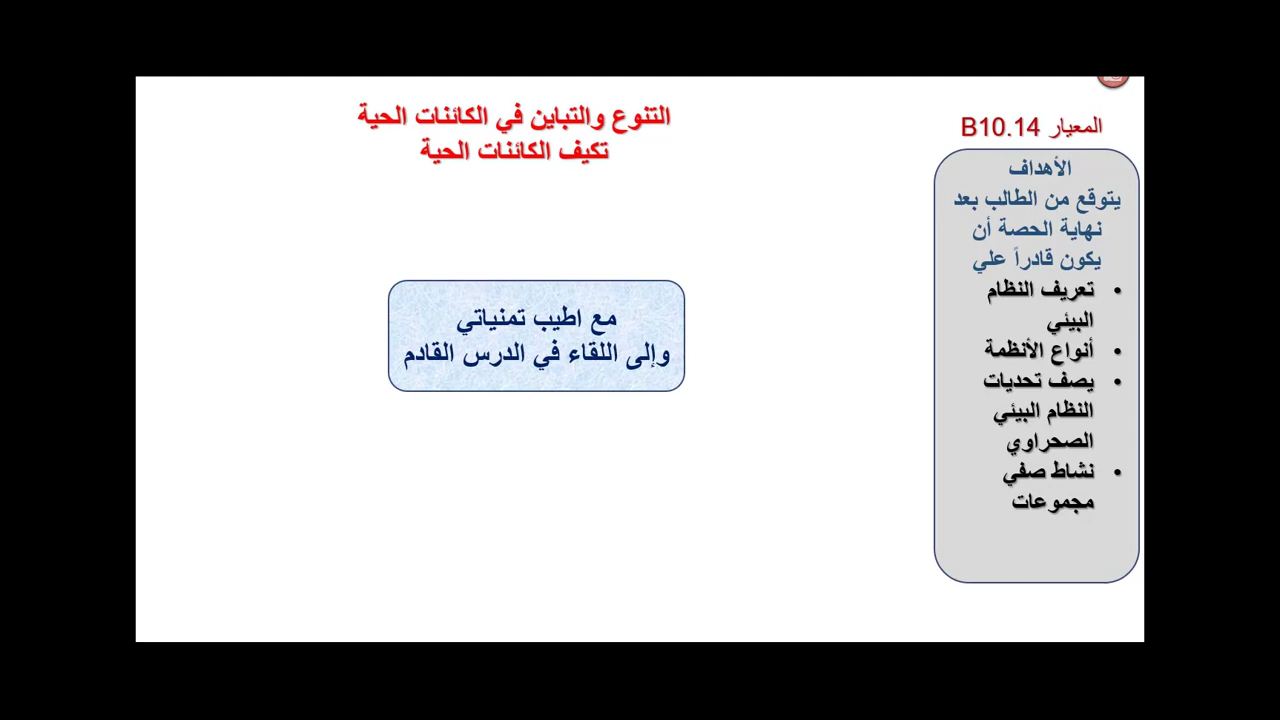 التنوع والتباين في الكائنات الحية
تكيف الكائنات الحية
المعيار B10.14
الأهداف
يتوقع من الطالب بعد
نهاية الحصة أن
يكون قادراً علي
• تعريف النظام
البيئي
• أنواع الأنظمة
• يصف تحديات
النظام البيئي
الصحراوي
• نشاط صفي
مجموعات
مع اطيب تمنياتي
وإلى اللقاء في الدرس القادم